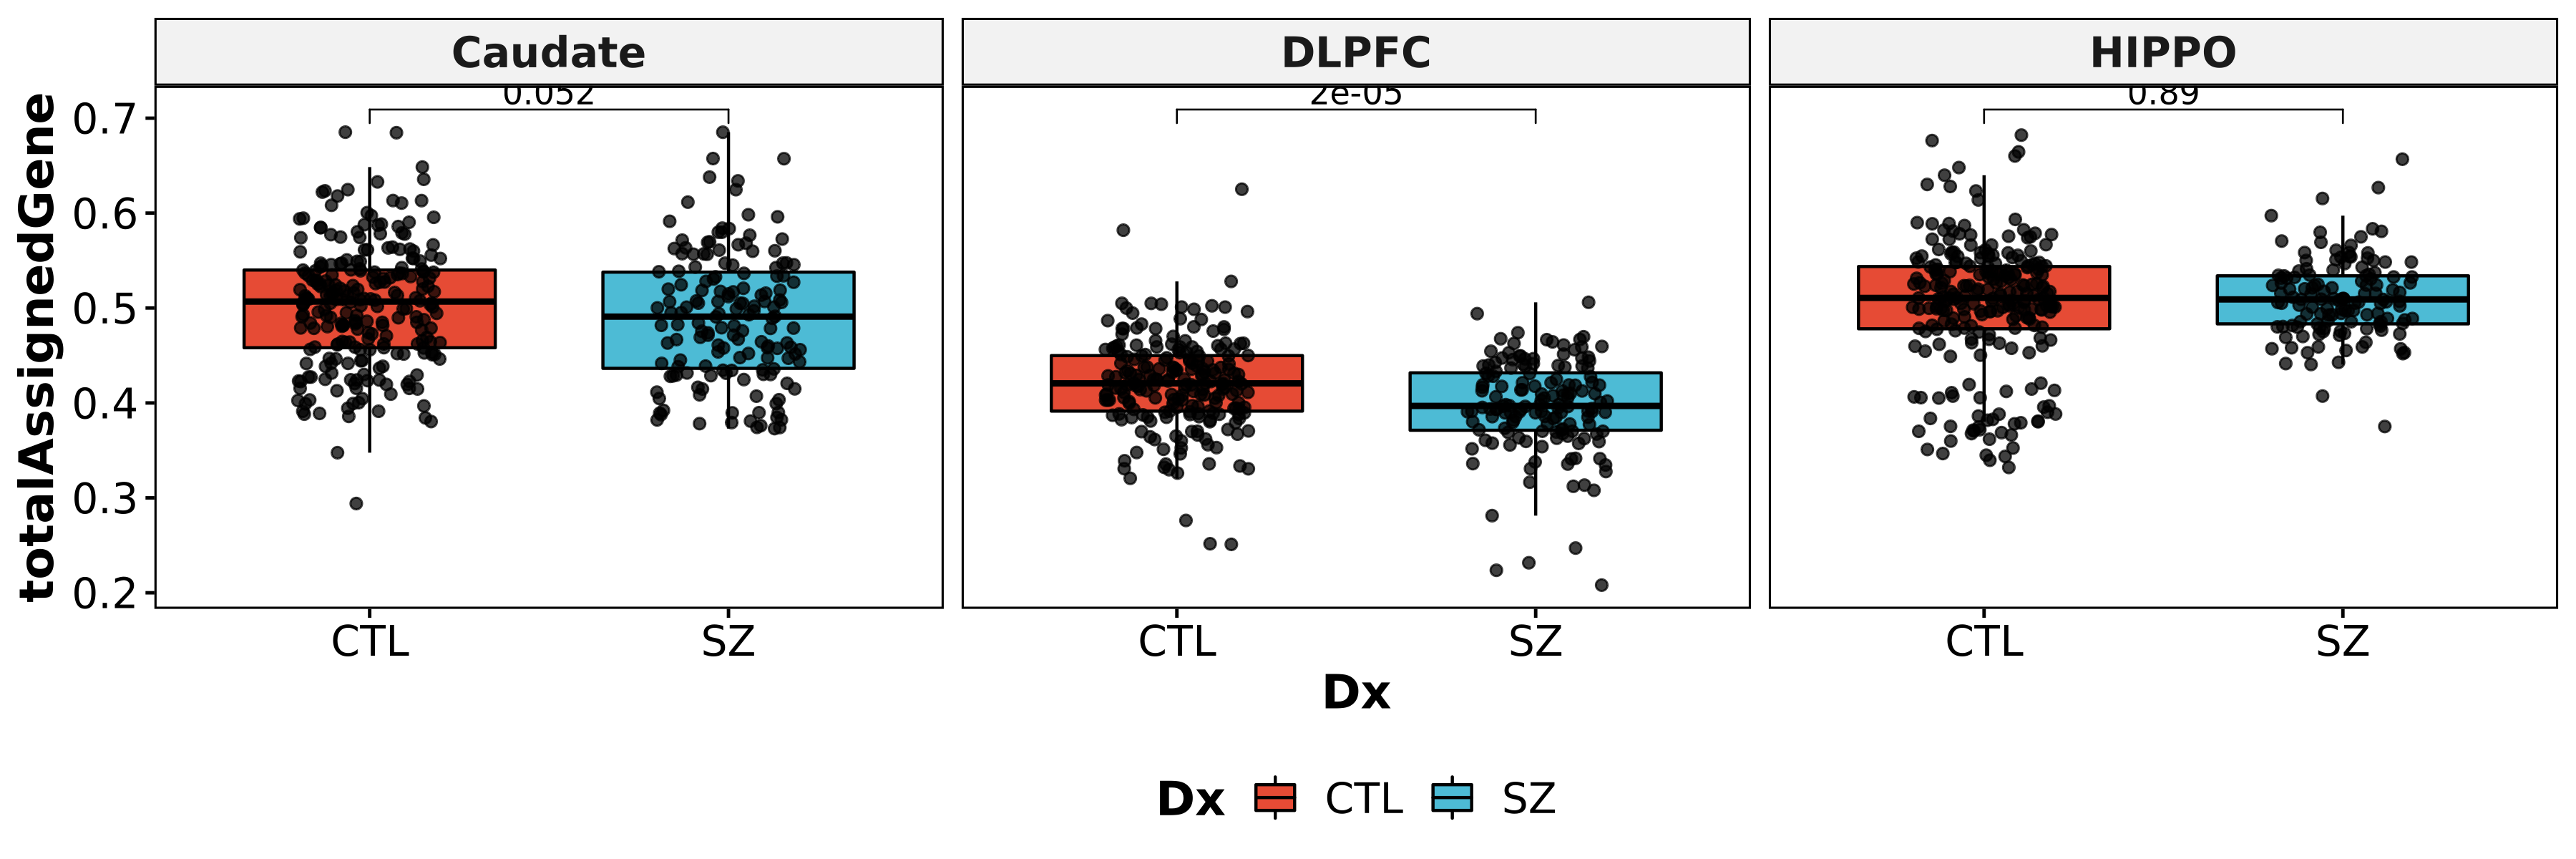 Caudate DLPFC HIPPO
0.052 2e-05 0.89
totalAssignedGene
0.7
0.6
0.5
0.4
0.3
0.2
CTL SZ CTL SZ CTL SZ
Dx
Dx CTL SZ